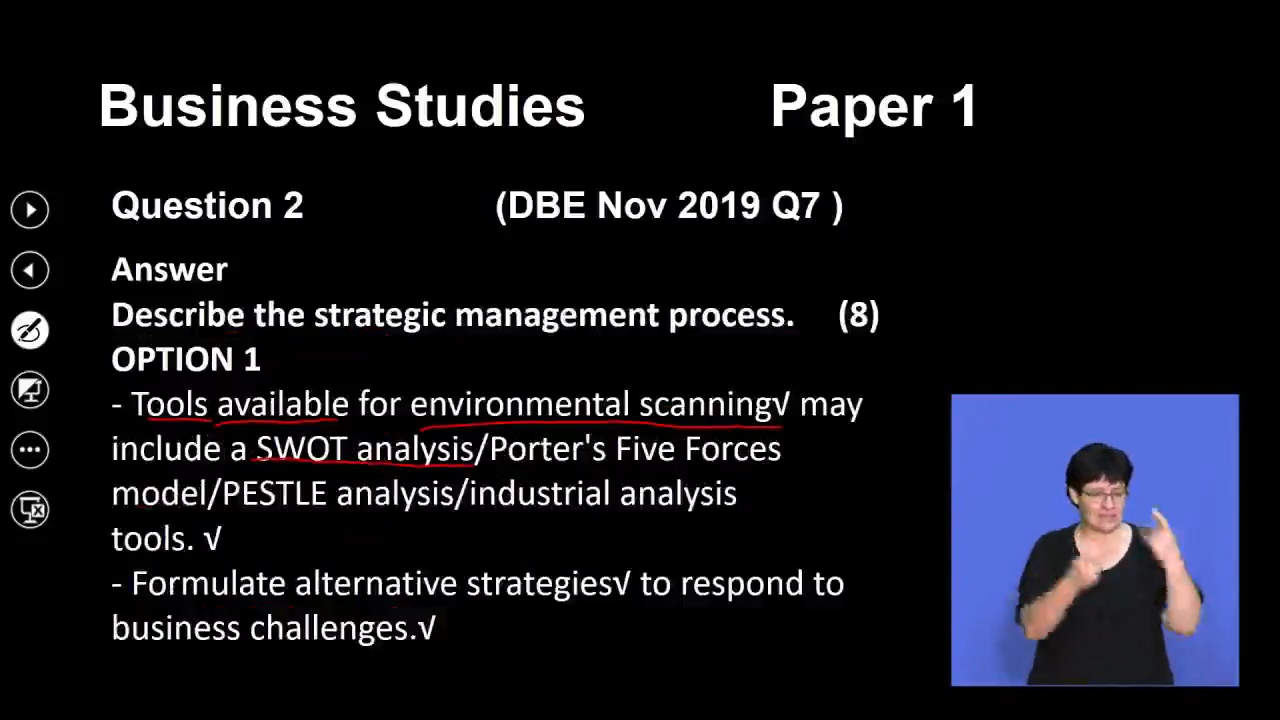 Business Studies Paper 1
Question 2 (DBE Nov 2019 Q7 )
Answer
Describe the strategic management process. (8)
OPTION 1
- Tools available for environmental scanning√ may
include a SWOT analysis/Porter's Five Forces
model/PESTLE analysis/industrial analysis
tools. √
- Formulate alternative strategies√ to respond to
business challenges.√